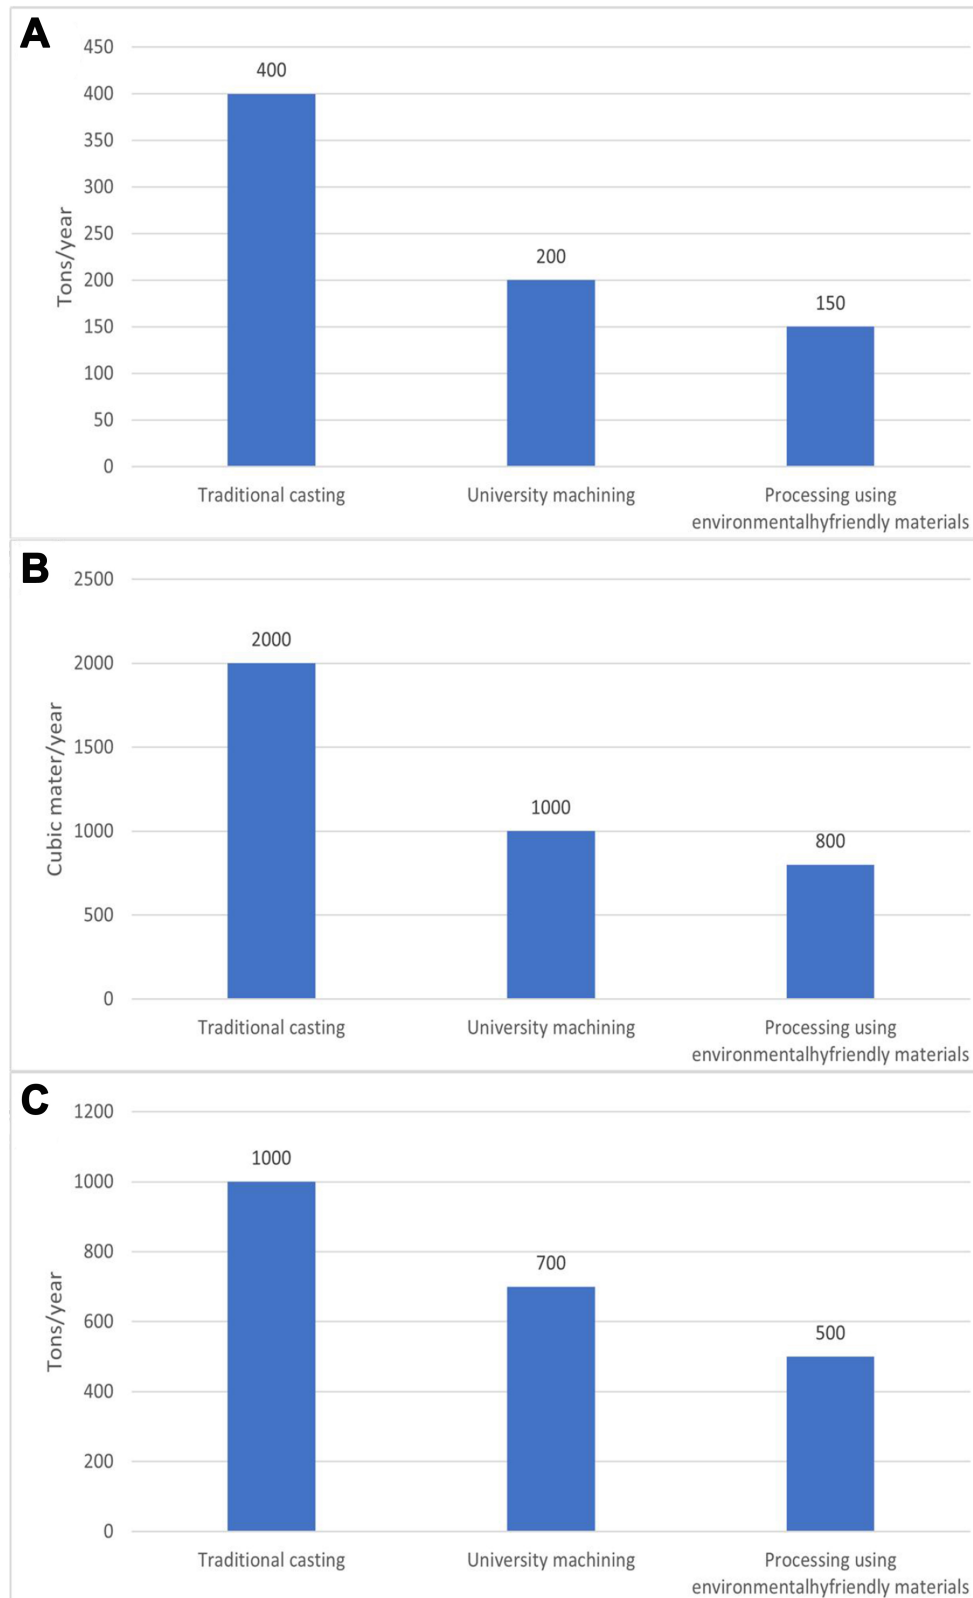 A
450
400
350
300
250
200
150
100
50
0
Tons/year
400
200
150
Traditional casting
University machining
Processing using
environmentalhyfriendly materials
B
2500
2000
1500
1000
500
0
Cubic mater/year
2000
1000
800
Traditional casting
University machining
Processing using
environmentalhyfriendly materials
C
1200
1000
800
600
400
200
0
Tons/year
1000
700
500
Traditional casting
University machining
Processing using
environmentalhyfriendly materials